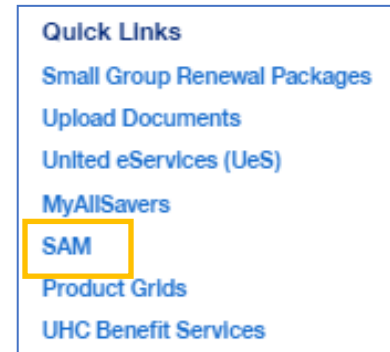 Quick Links
Small Group Renewal Packages
Upload Documents
United eServices (UeS)
MyAllSavers
SAM
Product Grids
UHC Benefit Services